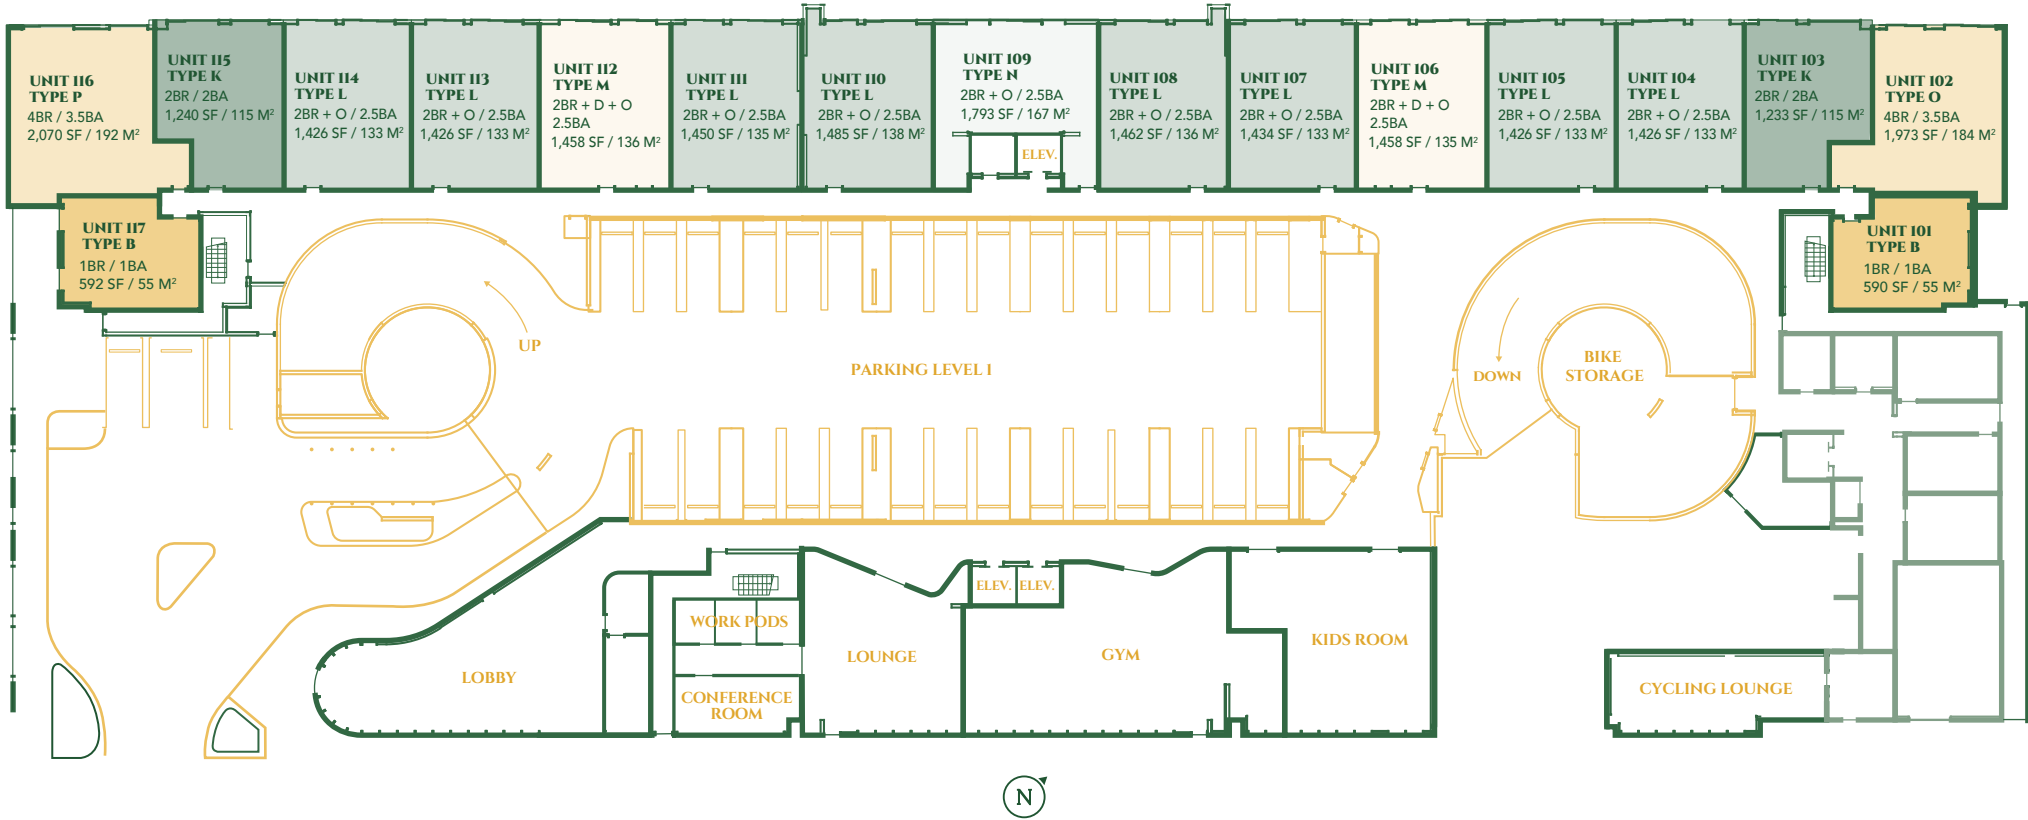 UNIT 116
TYPE P
4BR / 3.5BA
2,070 SF / 192 M²
UNIT 115
TYPE K
2BR / 2BA
1,240 SF / 115 M²
UNIT 114
TYPE L
2BR + O / 2.5BA
1,426 SF / 133 M²
UNIT 113
TYPE L
2BR + O / 2.5BA
1,426 SF / 133 M²
UNIT 112
TYPE M
2BR + D + O
2.5BA
1,458 SF / 136 M²
UNIT 111
TYPE L
2BR + O / 2.5BA
1,450 SF / 135 M²
UNIT 110
TYPE L
2BR + O / 2.5BA
1,485 SF / 138 M²
UNIT 109
TYPE N
2BR + O / 2.5BA
1,793 SF / 167 M²
ELEV.
UNIT 108
TYPE L
2BR + O / 2.5BA
1,462 SF / 136 M²
UNIT 107
TYPE L
2BR + O / 2.5BA
1,434 SF / 133 M²
UNIT 106
TYPE M
2BR + D + O
2.5BA
1,458 SF / 135 M²
UNIT 105
TYPE L
2BR + O / 2.5BA
1,426 SF / 133 M²
UNIT 104
TYPE L
2BR + O / 2.5BA
1,426 SF / 133 M²
UNIT 103
TYPE K
2BR / 2BA
1,233 SF / 115 M²
UNIT 102
TYPE O
4BR / 3.5BA
1,973 SF / 184 M²
UNIT 117
TYPE B
1BR / 1BA
592 SF / 55 M²
UNIT 101
TYPE B
1BR / 1BA
590 SF / 55 M²
UP
PARKING LEVEL 1
DOWN
BIKE
STORAGE
ELEV.
ELEV.
WORK PODS
LOBBY
CONFERENCE
ROOM
LOUNGE
GYM
KIDS ROOM
CYCLING LOUNGE
N